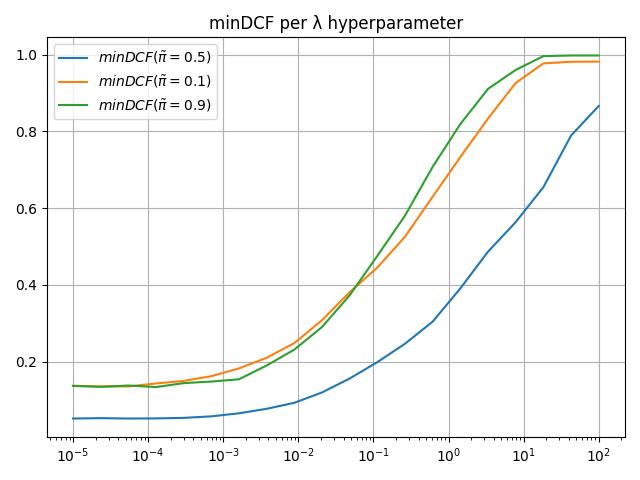 minDCF per λ hyperparameter
minDCF(π̃ = 0.5)
minDCF(π̃ = 0.1)
minDCF(π̃ = 0.9)
1.0
0.8
0.6
0.4
0.2
10⁻⁵ 10⁻⁴ 10⁻³ 10⁻² 10⁻¹ 10⁰ 10¹ 10²